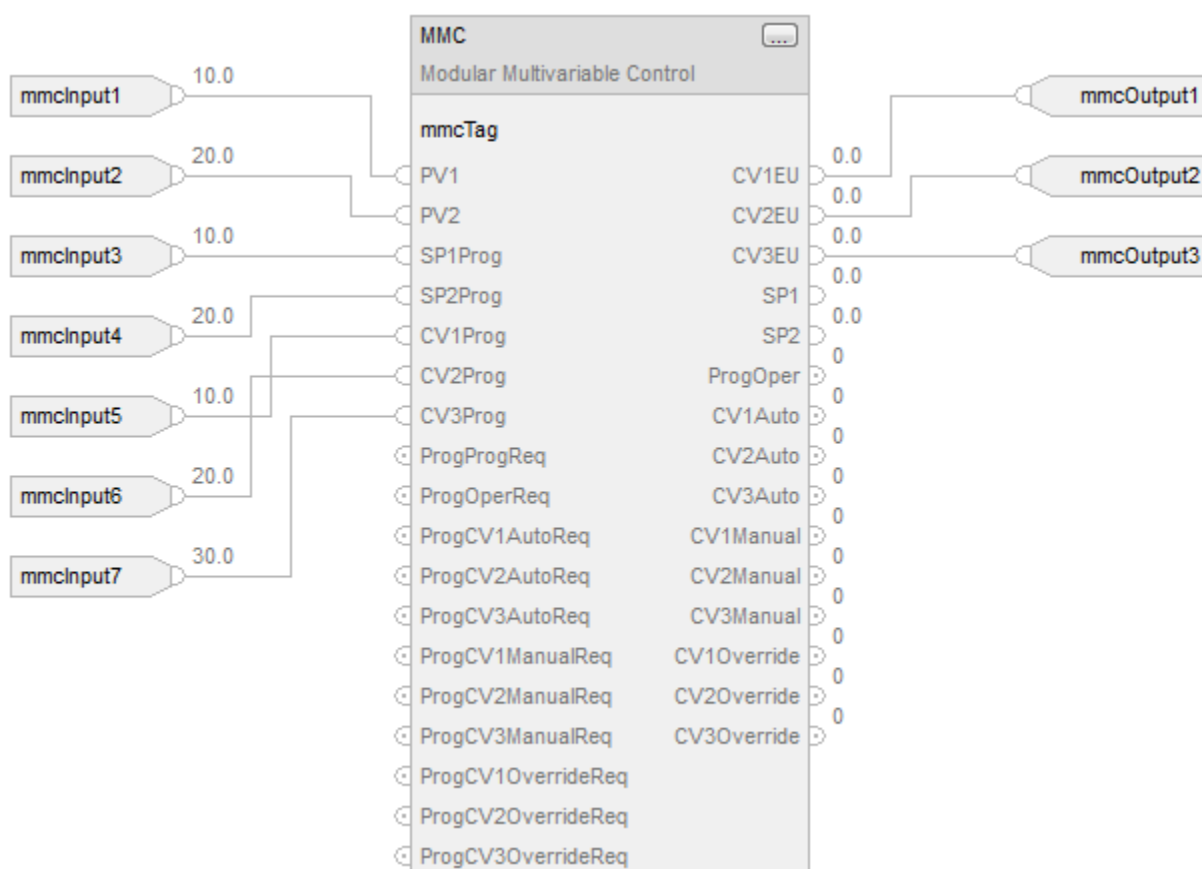 MMC
...
Modular Multivariable Control
mmcTag
mmcInput1
10.0
mmcInput2
20.0
mmcInput3
10.0
mmcInput4
20.0
mmcInput5
10.0
mmcInput6
20.0
mmcInput7
30.0
PV1
PV2
SP1Prog
SP2Prog
CV1Prog
CV2Prog
CV3Prog
ProgProgReq
ProgOperReq
ProgCV1AutoReq
ProgCV2AutoReq
ProgCV3AutoReq
ProgCV1ManualReq
ProgCV2ManualReq
ProgCV3ManualReq
ProgCV1OverrideReq
ProgCV2OverrideReq
ProgCV3OverrideReq
CV1EU
0.0
CV2EU
0.0
CV3EU
0.0
SP1
0.0
SP2
0.0
ProgOper
0
CV1Auto
0
CV2Auto
0
CV3Auto
0
CV1Manual
0
CV2Manual
0
CV3Manual
0
CV1Override
0
CV2Override
0
CV3Override
0
mmcOutput1
mmcOutput2
mmcOutput3